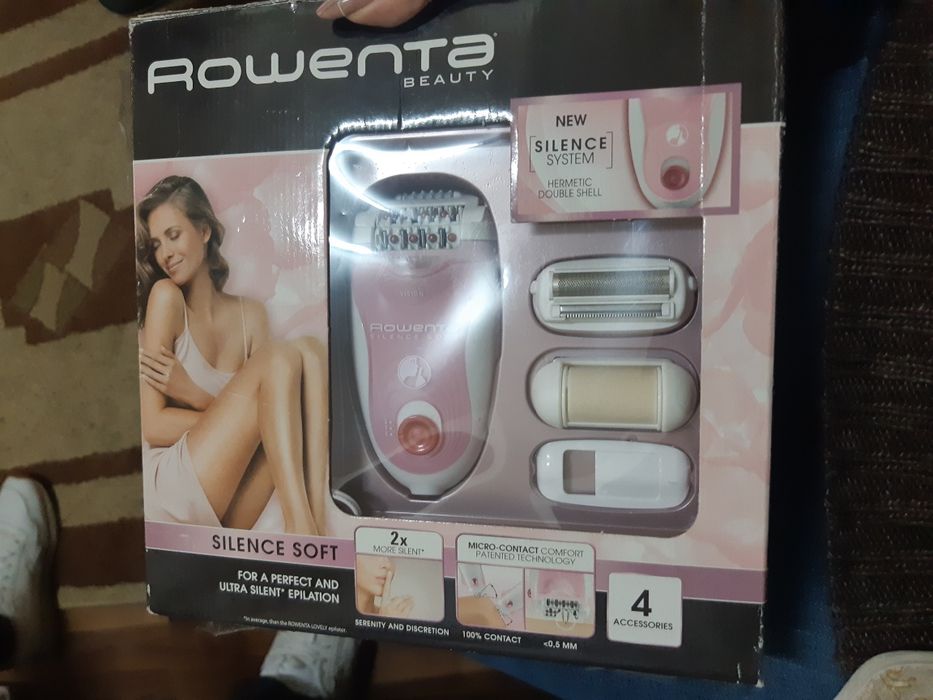 Rowenta
BEAUTY
NEW
SILENCE
SYSTEM
HERMETIC
DOUBLE SHELL
VISION
Rowenta
SILENCE
SILENCE SOFT
FOR A PERFECT AND
ULTRA SILENT* EPILATION
*In average, than the ROWENTA LOVELY epilator.
2x
MORE SILENT*
SERENITY AND DISCRETION
MICRO-CONTACT COMFORT
PATENTED TECHNOLOGY
100% CONTACT
<0.5 MM
4
ACCESSORIES